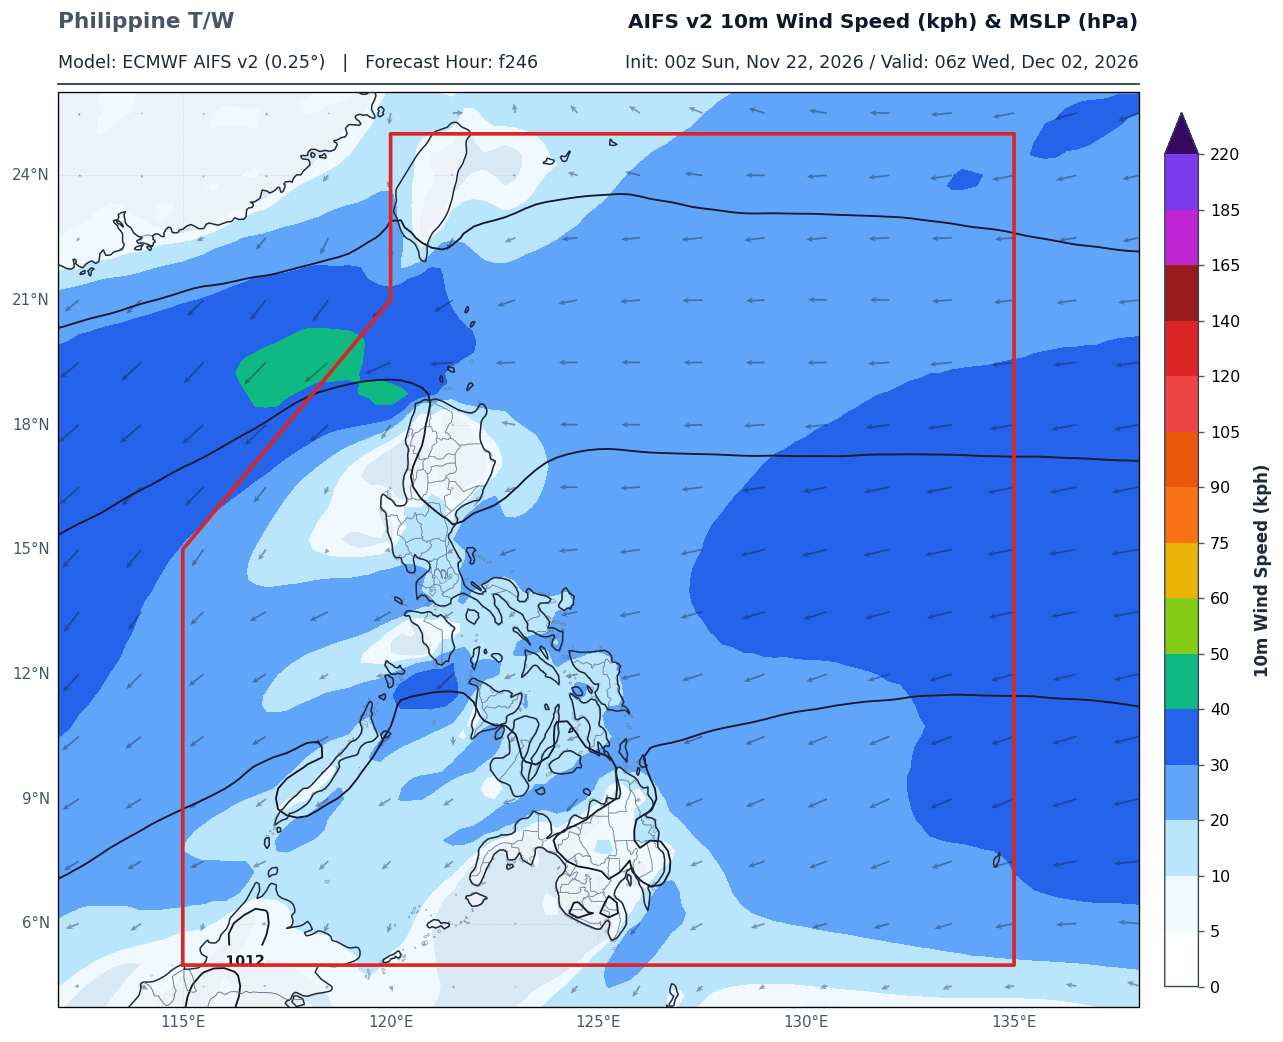 Philippine T/W
AIFS v2 10m Wind Speed (kph) & MSLP (hPa)
Model: ECMWF AIFS v2 (0.25°) | Forecast Hour: f246
Init: 00z Sun, Nov 22, 2026 / Valid: 06z Wed, Dec 02, 2026
24°N
21°N
18°N
15°N
12°N
9°N
6°N
115°E
120°E
125°E
130°E
135°E
1012
220
185
165
140
120
105
90
75
60
50
40
30
20
10
5
0
10m Wind Speed (kph)